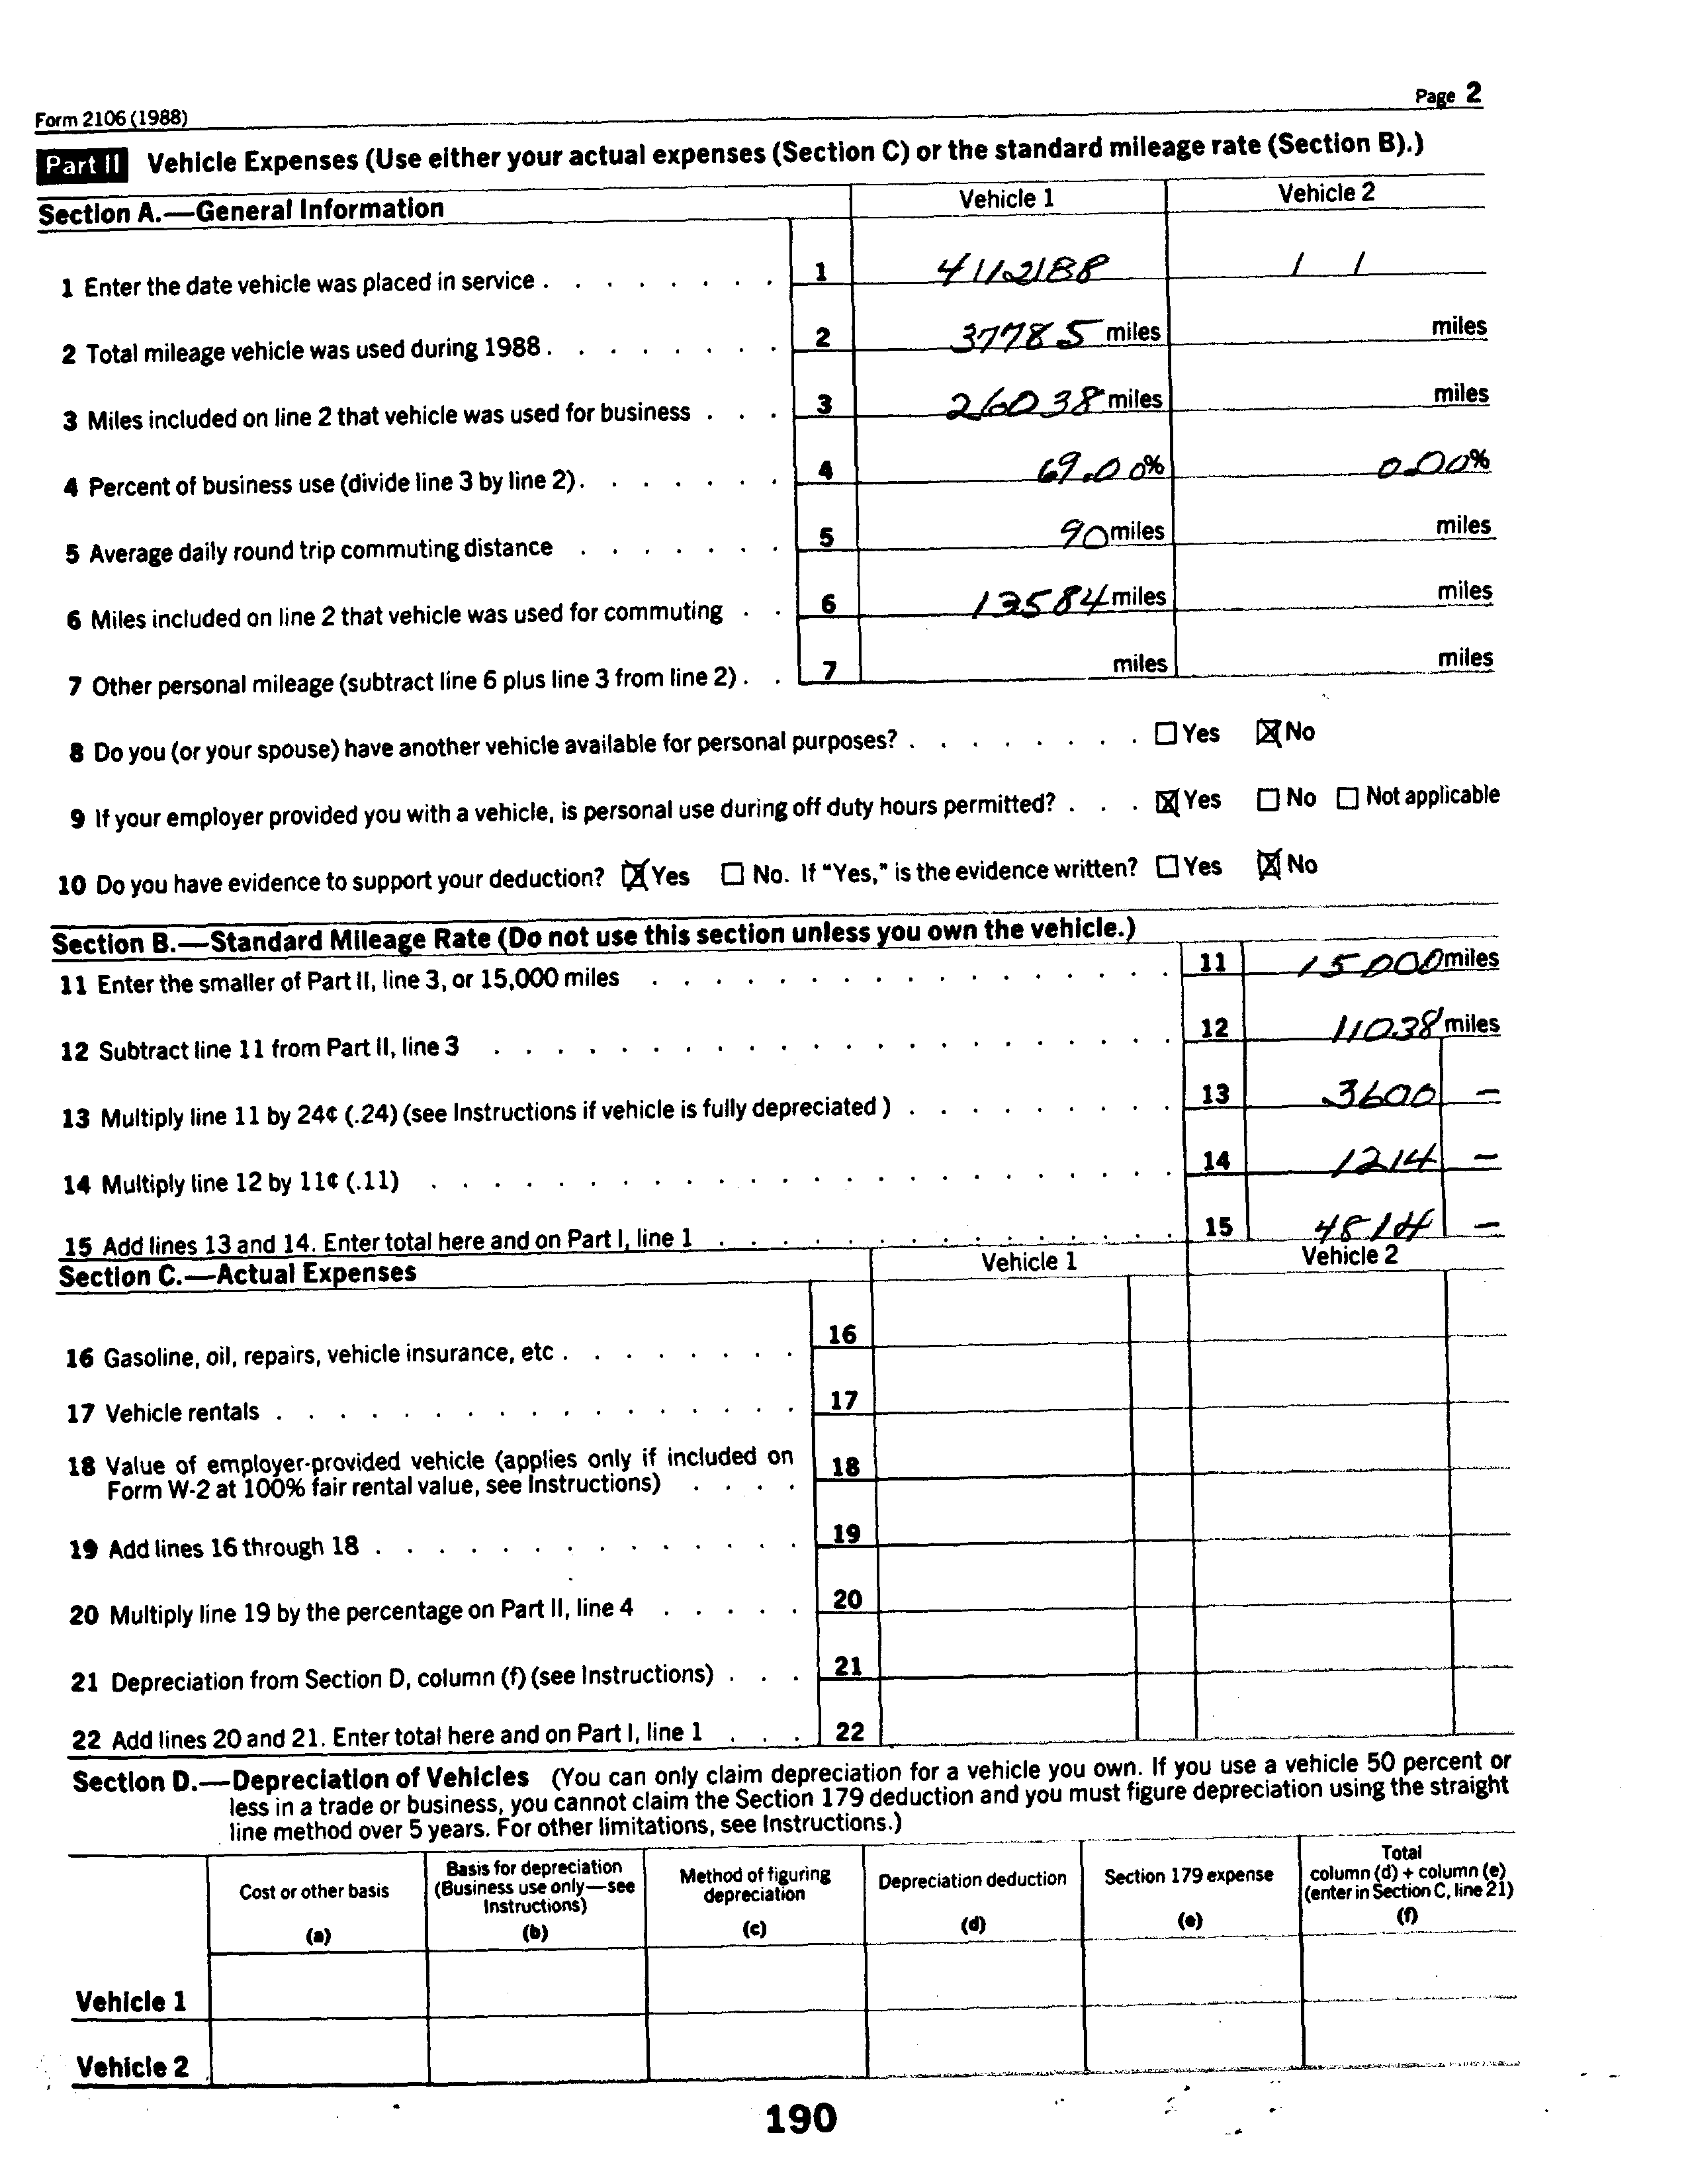 Form 2106 (1988) Page 2
Part II Vehicle Expenses (Use either your actual expenses (Section C) or the standard mileage rate (Section B).)
Section A.—General Information Vehicle 1 Vehicle 2
1 Enter the date vehicle was placed in service 1 4/12/88 / /
2 Total mileage vehicle was used during 1988 2 37785 miles miles
3 Miles included on line 2 that vehicle was used for business 3 26038 miles miles
4 Percent of business use (divide line 3 by line 2) 4 69.00% 0.00%
5 Average daily round trip commuting distance 5 90 miles miles
6 Miles included on line 2 that vehicle was used for commuting 6 13584 miles miles
7 Other personal mileage (subtract line 6 plus line 3 from line 2) 7 miles miles
8 Do you (or your spouse) have another vehicle available for personal purposes? ☐ Yes ☒ No
9 If your employer provided you with a vehicle, is personal use during off duty hours permitted? ☒ Yes ☐ No ☐ Not applicable
10 Do you have evidence to support your deduction? ☒ Yes ☐ No. If "Yes," is the evidence written? ☐ Yes ☒ No
Section B.—Standard Mileage Rate (Do not use this section unless you own the vehicle.)
11 Enter the smaller of Part II, line 3, or 15,000 miles 11 15000 miles
12 Subtract line 11 from Part II, line 3 12 11038 miles
13 Multiply line 11 by 24¢ (.24) (see Instructions if vehicle is fully depreciated) 13 3600 —
14 Multiply line 12 by 11¢ (.11) 14 1214 —
15 Add lines 13 and 14. Enter total here and on Part I, line 1 15 4814 —
Section C.—Actual Expenses Vehicle 1 Vehicle 2
16 Gasoline, oil, repairs, vehicle insurance, etc 16
17 Vehicle rentals 17
18 Value of employer-provided vehicle (applies only if included on
Form W-2 at 100% fair rental value, see Instructions) 18
19 Add lines 16 through 18 19
20 Multiply line 19 by the percentage on Part II, line 4 20
21 Depreciation from Section D, column (f) (see Instructions) 21
22 Add lines 20 and 21. Enter total here and on Part I, line 1 22
Section D.—Depreciation of Vehicles (You can only claim depreciation for a vehicle you own. If you use a vehicle 50 percent or
less in a trade or business, you cannot claim the Section 179 deduction and you must figure depreciation using the straight
line method over 5 years. For other limitations, see Instructions.)
Cost or other basis
(a)
Basis for depreciation
(Business use only—see
Instructions)
(b)
Method of figuring
depreciation
(c)
Depreciation deduction
(d)
Section 179 expense
(e)
Total
column (d) + column (e)
(enter in Section C, line 21)
(f)
Vehicle 1
Vehicle 2
190